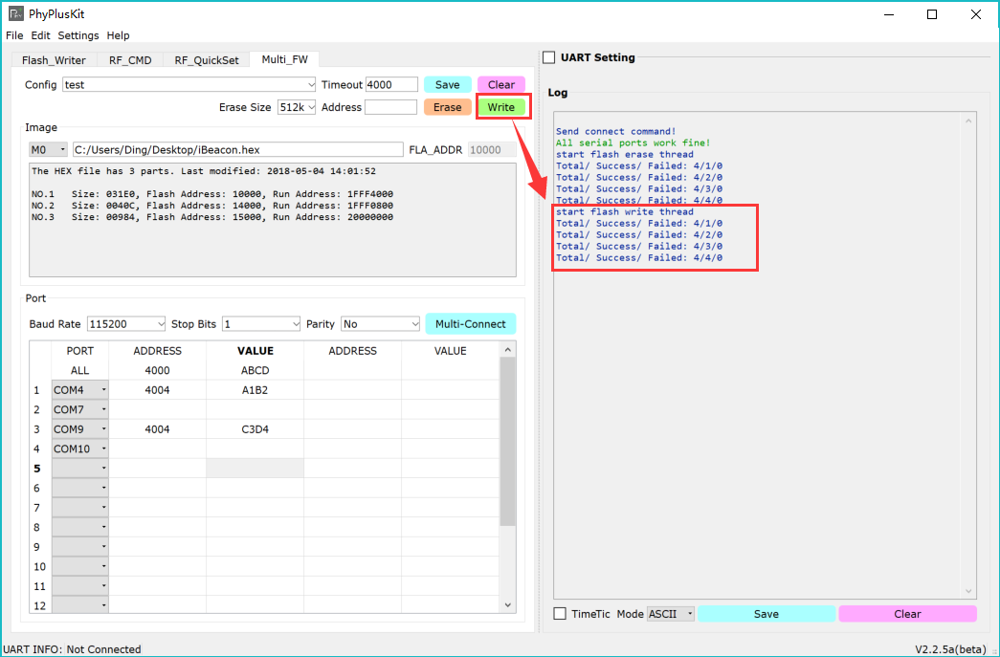 PhyPlusKit
File Edit Settings Help
Flash_Writer RF_CMD RF_QuickSet Multi_FW
Config test Timeout 4000 Save Clear
Erase Size 512k Address Erase Write
Image
M0 C:/Users/Ding/Desktop/iBeacon.hex FLA_ADDR 10000
The HEX file has 3 parts. Last modified: 2018-05-04 14:01:52
NO.1 Size: 031E0, Flash Address: 10000, Run Address: 1FFF4000
NO.2 Size: 0040C, Flash Address: 14000, Run Address: 1FFF0800
NO.3 Size: 00984, Flash Address: 15000, Run Address: 20000000
Port
Baud Rate 115200 Stop Bits 1 Parity No Multi-Connect
PORT ADDRESS VALUE ADDRESS VALUE
ALL 4000 ABCD
1 COM4 4004 A1B2
2 COM7
3 COM9 4004 C3D4
4 COM10
5
6
7
8
9
10
11
12
UART Setting
Log
Send connect command!
All serial ports work fine!
start flash erase thread
Total/ Success/ Failed: 4/1/0
Total/ Success/ Failed: 4/2/0
Total/ Success/ Failed: 4/3/0
Total/ Success/ Failed: 4/4/0
start flash write thread
Total/ Success/ Failed: 4/1/0
Total/ Success/ Failed: 4/2/0
Total/ Success/ Failed: 4/3/0
Total/ Success/ Failed: 4/4/0
TimeTic Mode ASCII Save Clear
UART INFO: Not Connected V2.2.5a(beta)